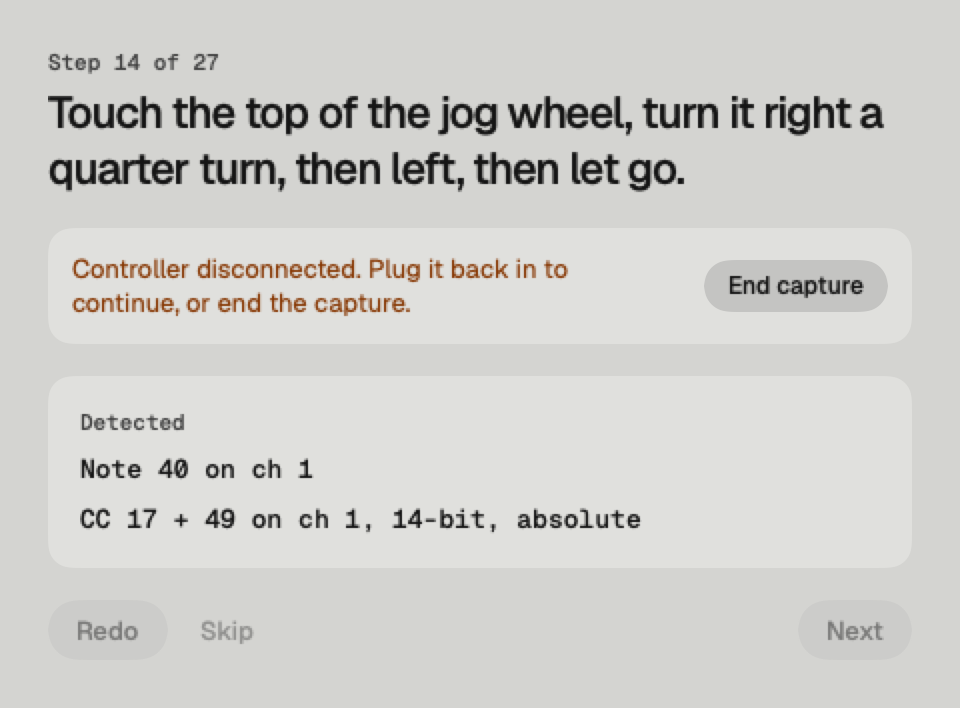 Step 14 of 27
Touch the top of the jog wheel, turn it right a
quarter turn, then left, then let go.
Controller disconnected. Plug it back in to
continue, or end the capture.
End capture
Detected
Note 40 on ch 1
CC 17 + 49 on ch 1, 14-bit, absolute
Redo
Skip
Next